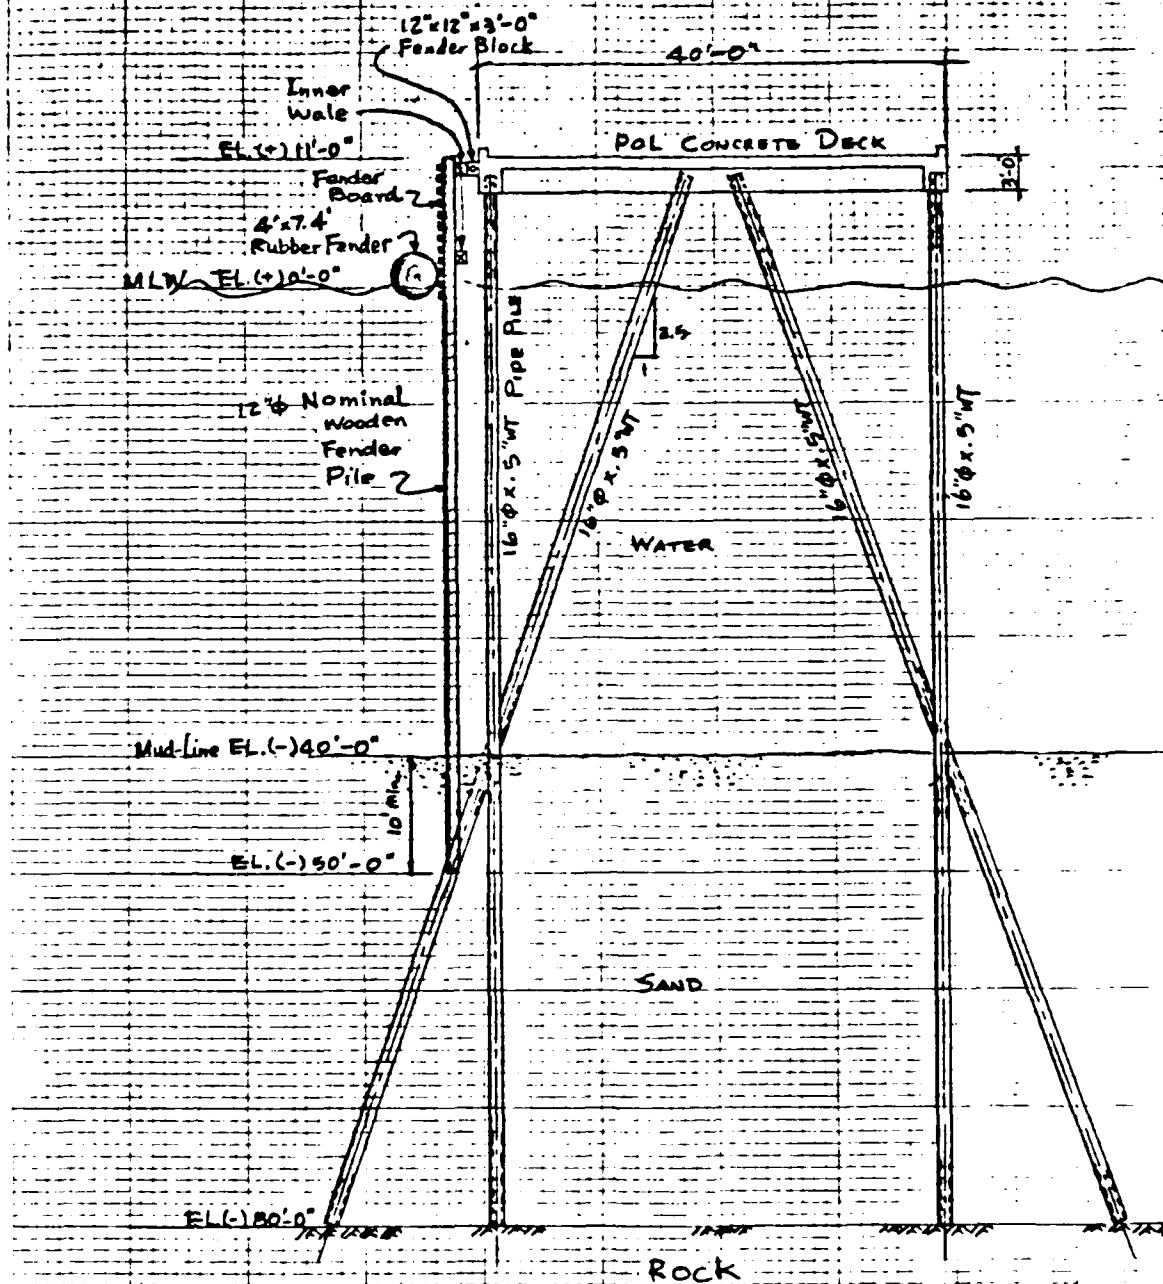 12"x12"x3'-0"
Fender Block
40'-0"
Inner
Wale
EL.(+)11'-0"
POL CONCRETE DECK
3'-0
Fender
Board
4'x7.4'
Rubber Fender
MLW EL.(+)0'-0"
2.5
1
16"φ x .5"WT Pipe Pile
16"φ x .5"WT
16"φ x .5"WT
16"φ x .5"WT
12"φ Nominal
Wooden
Fender
Pile
WATER
Mud-Line EL.(-)40'-0"
10' Min.
EL.(-)50'-0"
SAND
EL.(-)80'-0"
ROCK